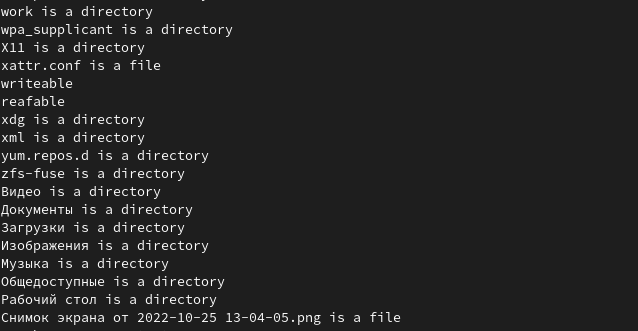 work is a directory
wpa_supplicant is a directory
X11 is a directory
xattr.conf is a file
writeable
reafable
xdg is a directory
xml is a directory
yum.repos.d is a directory
zfs-fuse is a directory
Видео is a directory
Документы is a directory
Загрузки is a directory
Изображения is a directory
Музыка is a directory
Общедоступные is a directory
Рабочий стол is a directory
Снимок экрана от 2022-10-25 13-04-05.png is a file